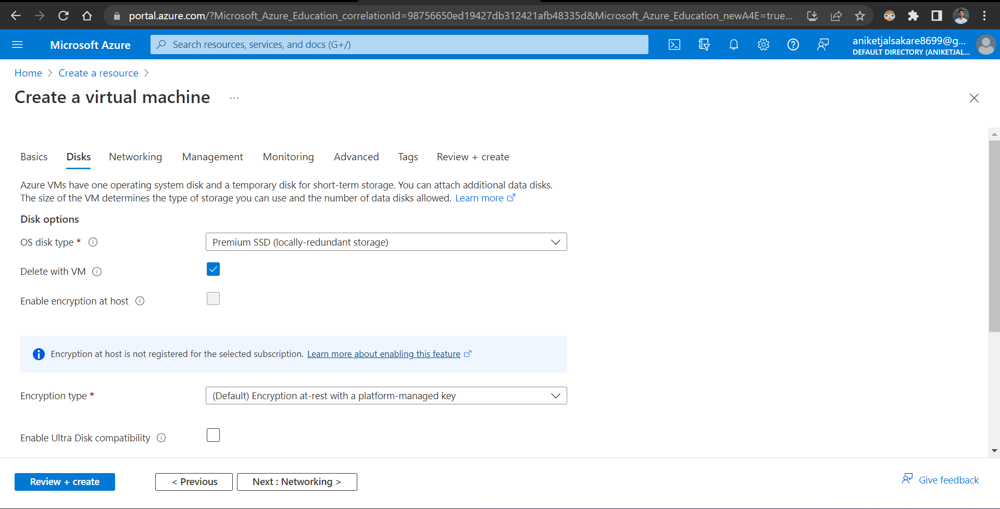 portal.azure.com/?Microsoft_Azure_Education_correlationId=98756650ed19427db312421afb48335d&Microsoft_Azure_Education_newA4E=true...
Microsoft Azure
Search resources, services, and docs (G+/)
aniketjalsakare8699@g...
DEFAULT DIRECTORY (ANIKETJAL...
Home > Create a resource >
Create a virtual machine ...
Basics Disks Networking Management Monitoring Advanced Tags Review + create
Azure VMs have one operating system disk and a temporary disk for short-term storage. You can attach additional data disks.
The size of the VM determines the type of storage you can use and the number of data disks allowed. Learn more
Disk options
OS disk type * Premium SSD (locally-redundant storage)
Delete with VM
Enable encryption at host
Encryption at host is not registered for the selected subscription. Learn more about enabling this feature
Encryption type * (Default) Encryption at-rest with a platform-managed key
Enable Ultra Disk compatibility
Review + create < Previous Next : Networking > Give feedback